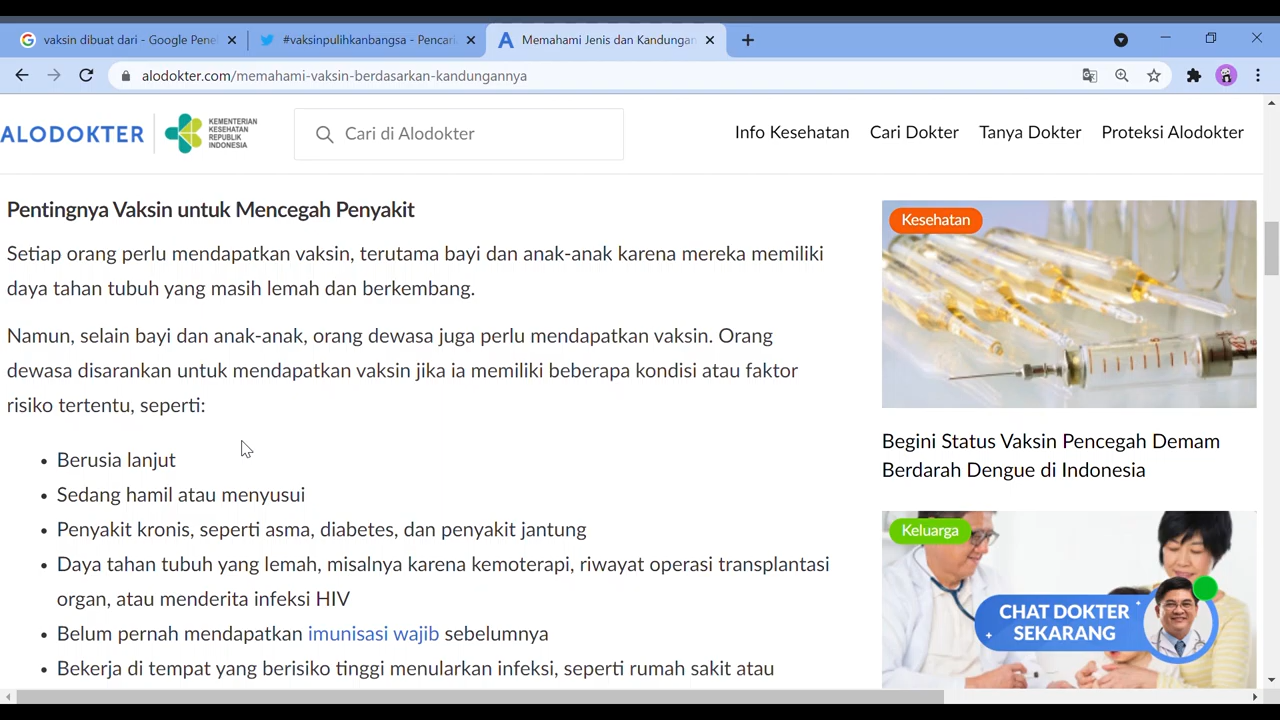 vaksin dibuat dari - Google Pene
#vaksinpulihkanbangsa - Pencari
Memahami Jenis dan Kandungan
alodokter.com/memahami-vaksin-berdasarkan-kandungannya
ALODOKTER
KEMENTERIAN
KESEHATAN
REPUBLIK
INDONESIA
Cari di Alodokter
Info Kesehatan Cari Dokter Tanya Dokter Proteksi Alodokter
Pentingnya Vaksin untuk Mencegah Penyakit
Setiap orang perlu mendapatkan vaksin, terutama bayi dan anak-anak karena mereka memiliki
daya tahan tubuh yang masih lemah dan berkembang.
Namun, selain bayi dan anak-anak, orang dewasa juga perlu mendapatkan vaksin. Orang
dewasa disarankan untuk mendapatkan vaksin jika ia memiliki beberapa kondisi atau faktor
risiko tertentu, seperti:
• Berusia lanjut
• Sedang hamil atau menyusui
• Penyakit kronis, seperti asma, diabetes, dan penyakit jantung
• Daya tahan tubuh yang lemah, misalnya karena kemoterapi, riwayat operasi transplantasi
organ, atau menderita infeksi HIV
• Belum pernah mendapatkan imunisasi wajib sebelumnya
• Bekerja di tempat yang berisiko tinggi menularkan infeksi, seperti rumah sakit atau
Kesehatan
Begini Status Vaksin Pencegah Demam
Berdarah Dengue di Indonesia
Keluarga
CHAT DOKTER
SEKARANG